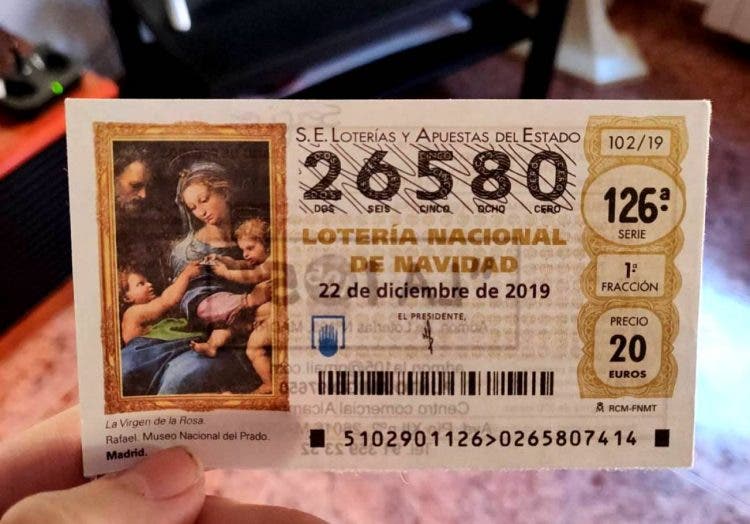 S.E. LOTERÍAS Y APUESTAS DEL ESTADO
26580
DOS SEIS CINCO OCHO CERO
LOTERÍA NACIONAL
DE NAVIDAD
22 de diciembre de 2019
EL PRESIDENTE,
102/19
126ª
SERIE
1ª
FRACCIÓN
PRECIO
20
EUROS
RCM-FNMT
5102901126>0265807414
La Virgen de la Rosa.
Rafael. Museo Nacional del Prado.
Madrid.